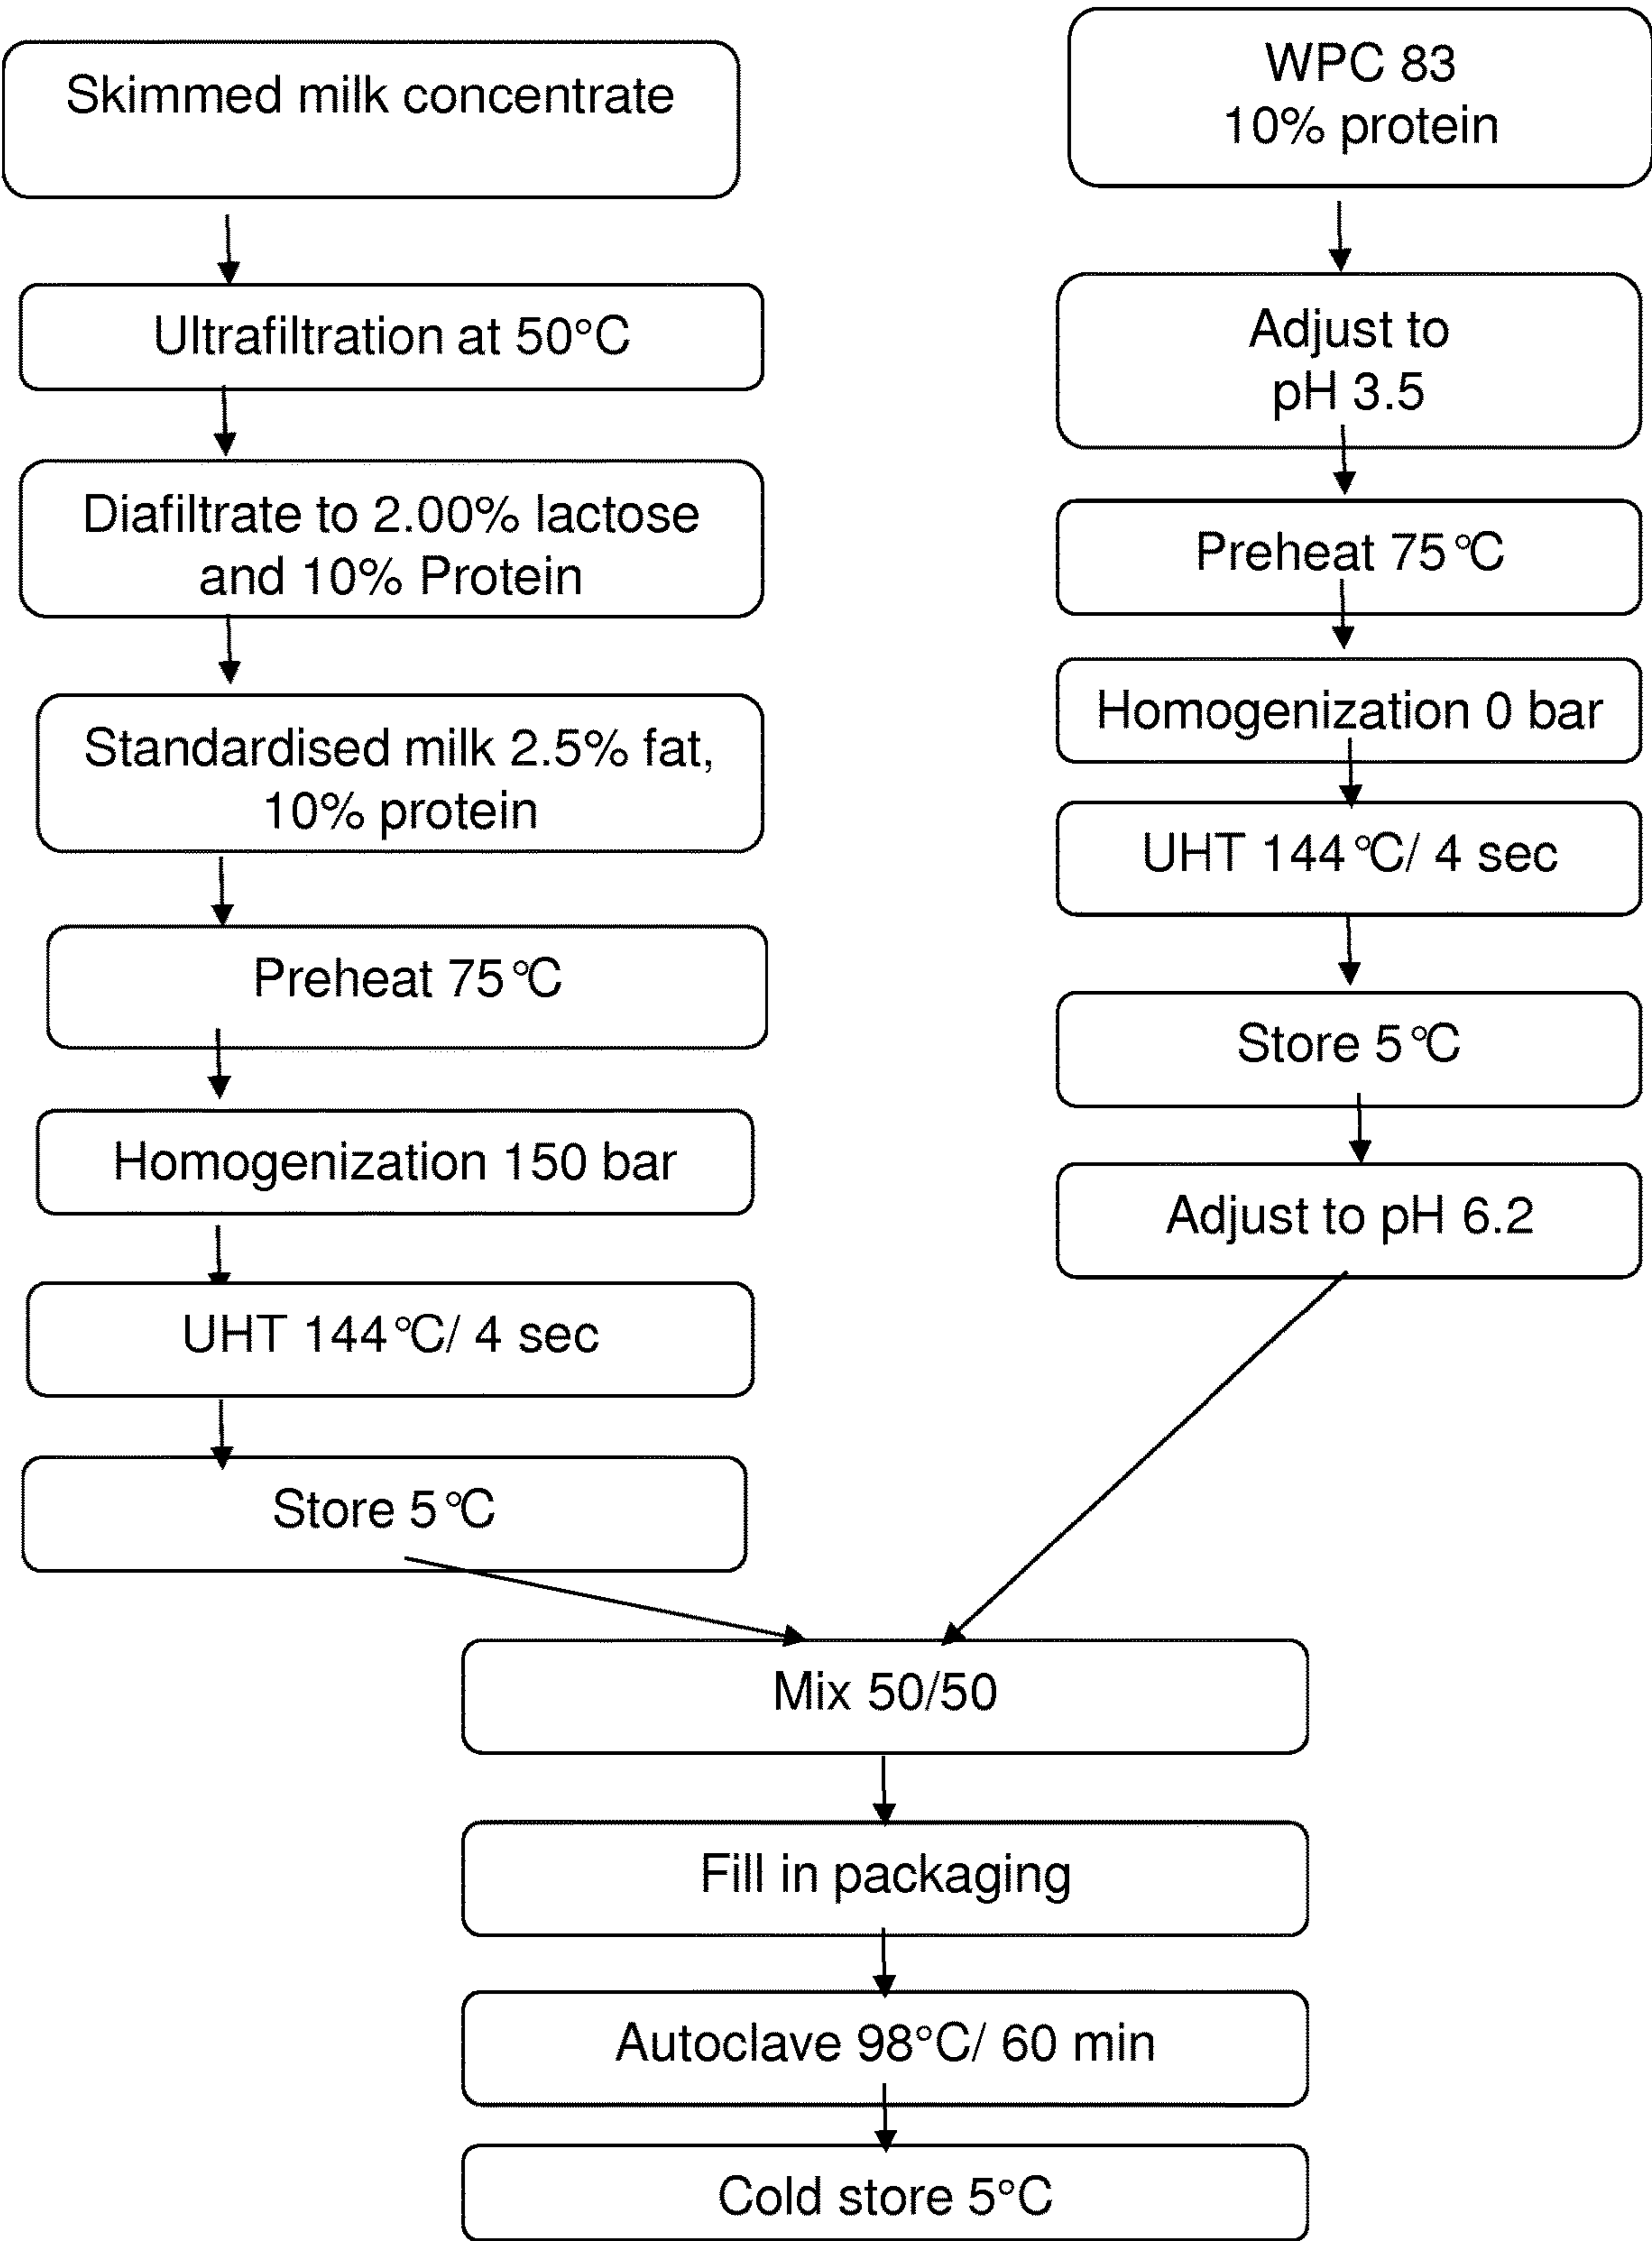 Skimmed milk concentrate
Ultrafiltration at 50°C
Diafiltrate to 2.00% lactose
and 10% Protein
Standardised milk 2.5% fat,
10% protein
Preheat 75°C
Homogenization 150 bar
UHT 144°C/ 4 sec
Store 5°C
WPC 83
10% protein
Adjust to
pH 3.5
Preheat 75°C
Homogenization 0 bar
UHT 144°C/ 4 sec
Store 5°C
Adjust to pH 6.2
Mix 50/50
Fill in packaging
Autoclave 98°C/ 60 min
Cold store 5°C